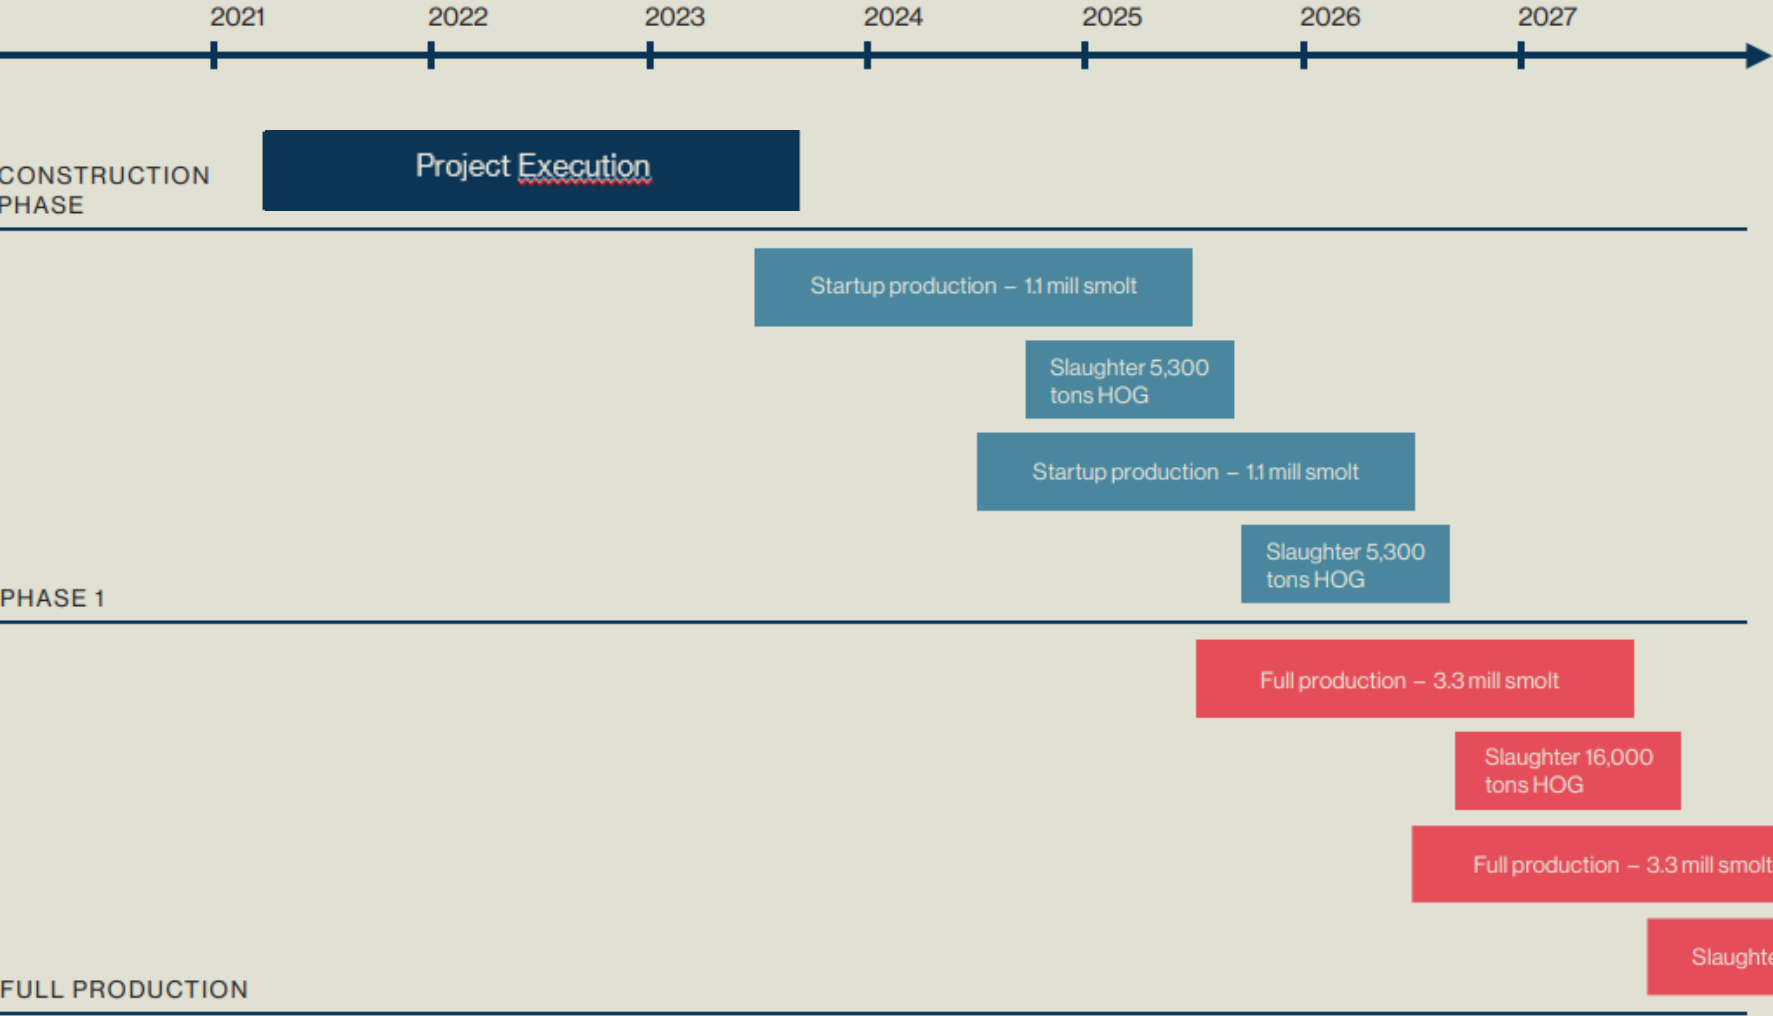 2021 2022 2023 2024 2025 2026 2027
Project Execution
CONSTRUCTION
PHASE
Startup production – 1.1 mill smolt
Slaughter 5,300
tons HOG
Startup production – 1.1 mill smolt
Slaughter 5,300
tons HOG
PHASE 1
Full production – 3.3 mill smolt
Slaughter 16,000
tons HOG
Full production – 3.3 mill smolt
FULL PRODUCTION